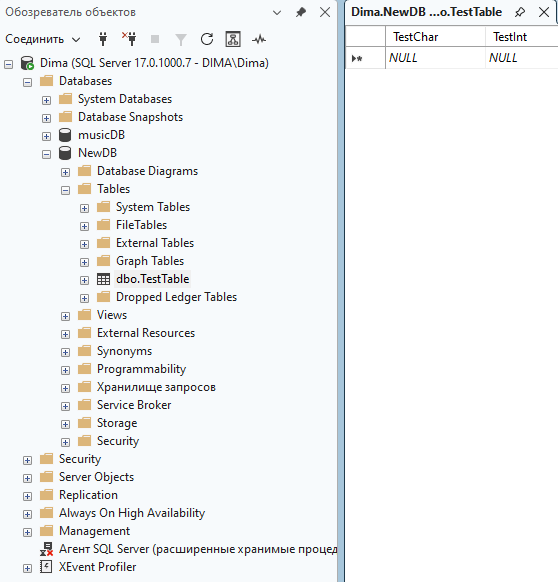 Обозреватель объектов
Соединить
Dima (SQL Server 17.0.1000.7 - DIMA\Dima)
Databases
System Databases
Database Snapshots
musicDB
NewDB
Database Diagrams
Tables
System Tables
FileTables
External Tables
Graph Tables
dbo.TestTable
Dropped Ledger Tables
Views
External Resources
Synonyms
Programmability
Хранилище запросов
Service Broker
Storage
Security
Security
Server Objects
Replication
Always On High Availability
Management
Агент SQL Server (расширенные хранимые процед
XEvent Profiler
Dima.NewDB ...o.TestTable
TestChar TestInt
NULL NULL